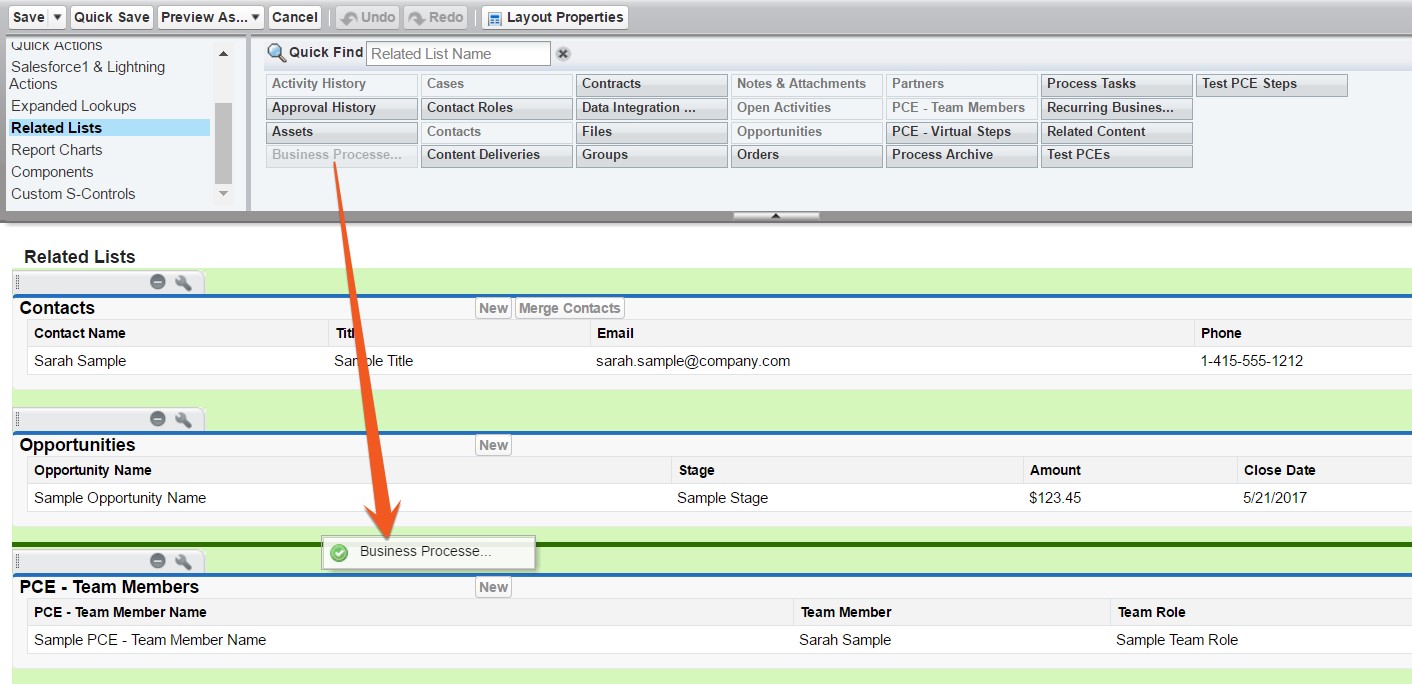 Save Quick Save Preview As... Cancel Undo Redo Layout Properties
Quick Actions
Salesforce1 & Lightning
Actions
Expanded Lookups
Related Lists
Report Charts
Components
Custom S-Controls
Quick Find Related List Name
Activity History Cases Contracts Notes & Attachments Partners Process Tasks Test PCE Steps
Approval History Contact Roles Data Integration ... Open Activities PCE - Team Members Recurring Busines...
Assets Contacts Files Opportunities PCE - Virtual Steps Related Content
Business Processe... Content Deliveries Groups Orders Process Archive Test PCEs
Related Lists
Contacts New Merge Contacts
Contact Name Title Email Phone
Sarah Sample Sample Title sarah.sample@company.com 1-415-555-1212
Opportunities New
Opportunity Name Stage Amount Close Date
Sample Opportunity Name Sample Stage $123.45 5/21/2017
Business Processe...
PCE - Team Members New
PCE - Team Member Name Team Member Team Role
Sample PCE - Team Member Name Sarah Sample Sample Team Role